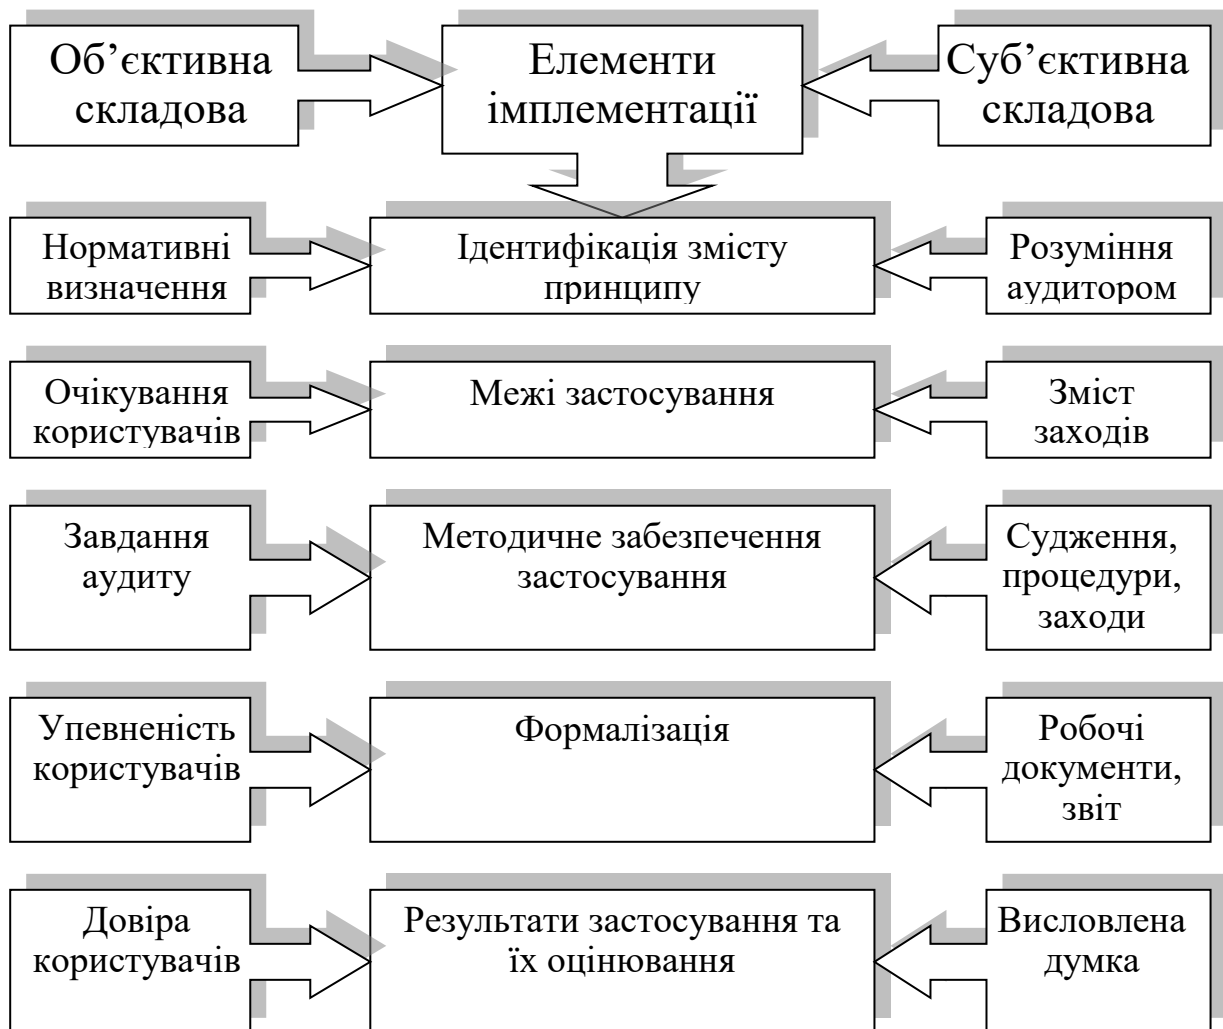 Об’єктивна
складова
Елементи
імплементації
Суб’єктивна
складова
Нормативні
визначення
Ідентифікація змісту
принципу
Розуміння
аудитором
Очікування
користувачів
Межі застосування
Зміст
заходів
Завдання
аудиту
Методичне забезпечення
застосування
Судження,
процедури,
заходи
Упевненість
користувачів
Формалізація
Робочі
документи,
звіт
Довіра
користувачів
Результати застосування та
їх оцінювання
Висловлена
думка